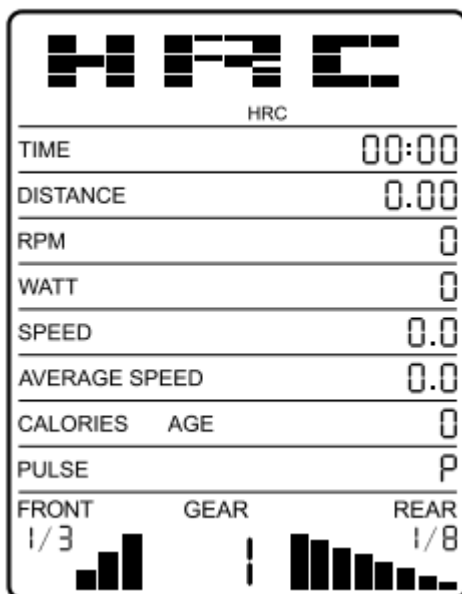 HRC
HRC
TIME 00:00
DISTANCE 0.00
RPM 0
WATT 0
SPEED 0.0
AVERAGE SPEED 0.0
CALORIES AGE 0
PULSE P
FRONT GEAR REAR
1/3 1 1/8